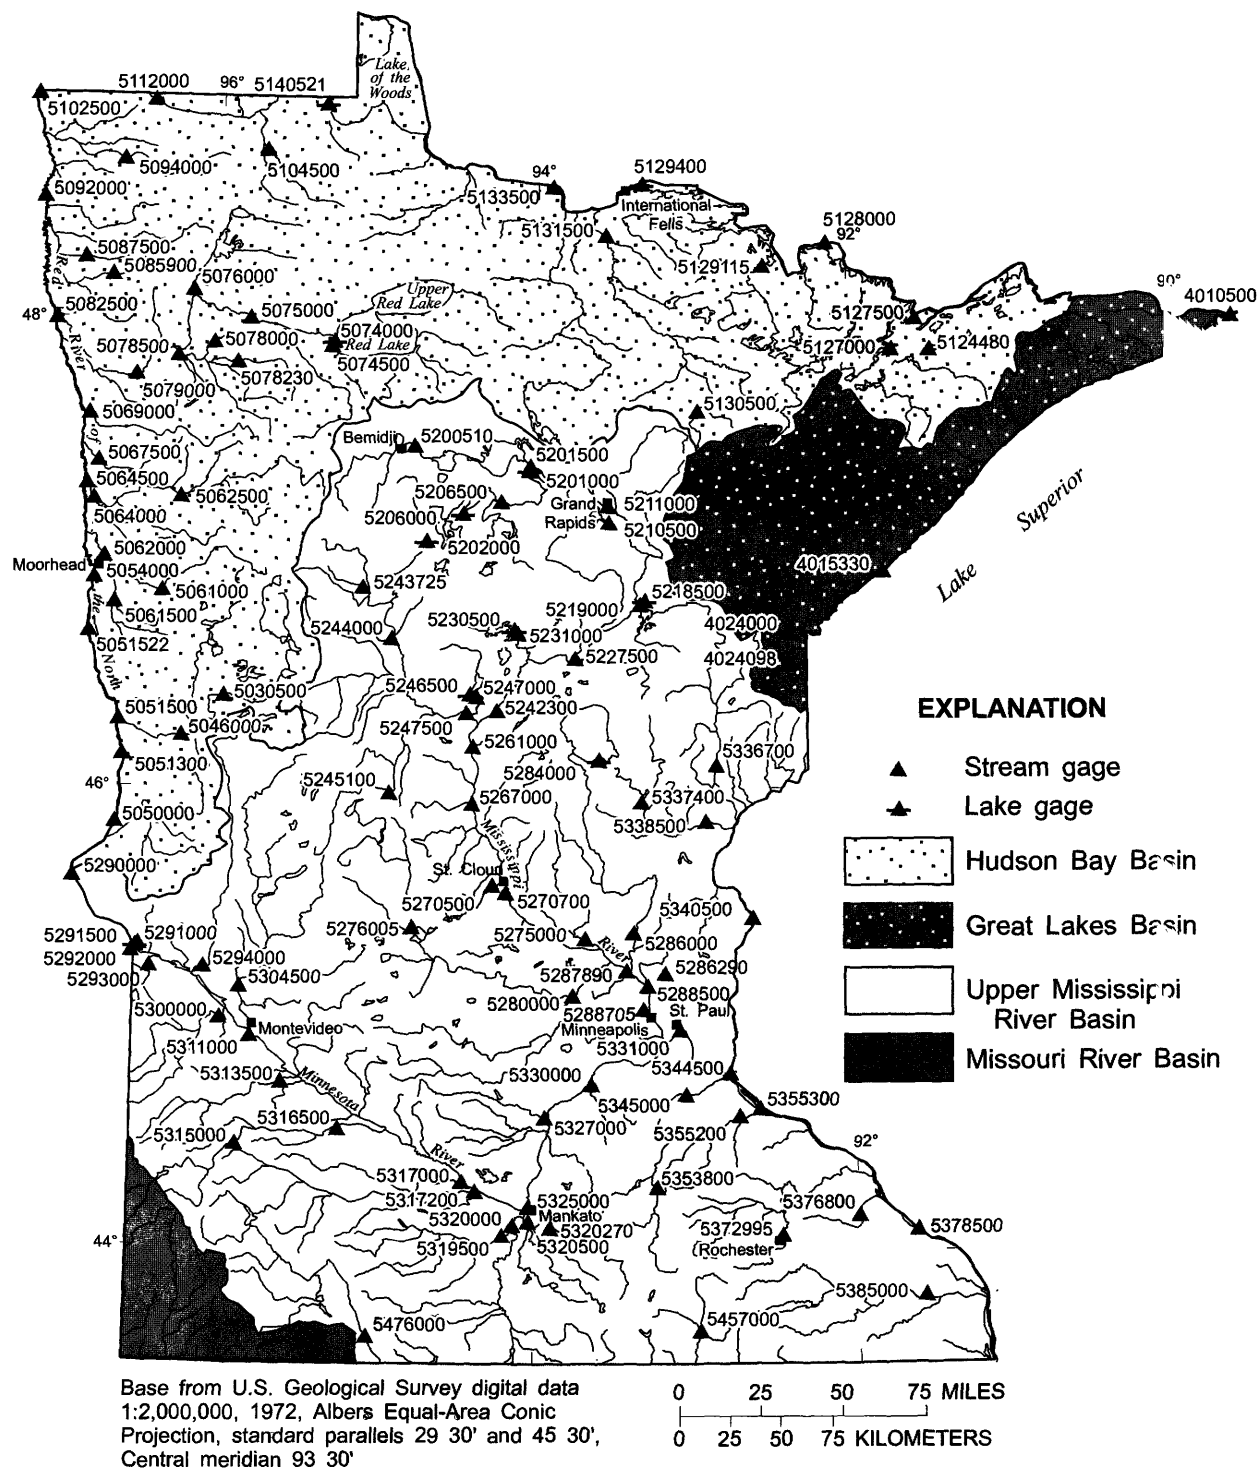 Lake
of the
Woods
5112000
96°
5140521
5102500
5094000
5104500
5092000
94°
5129400
5133500
International
Fells
5131500
5128000
92°
5087500
5085900
5129115
Red
5076000
Upper
Red Lake
90°
4010500
5082500
48°
5075000
5127500
River
5074000
Red Lake
5078500
5078000
5127000
5124480
5074500
5078230
5079000
5069000
5130500
of
Bemidji
5200510
5067500
5201500
5064500
5201000
5062500
5206500
Grand
Rapids
5211000
5064000
5206000
5210500
Superior
5202000
5062000
Moorhead
5054000
4015330
Lake
5061000
5243725
the
5061500
5218500
5219000
5230500
5244000
4024000
5051522
5231000
5227500
4024098
North
5030500
5246500
5247000
5051500
5242300
5046000
5247500
EXPLANATION
5261000
5336700
5051300
Stream gage
5284000
46°
5245100
5267000
5337400
Lake gage
5050000
5338500
Mississippi
Hudson Bay Basin
5290000
St. Cloud
5270500
5270700
5340500
Great Lakes Basin
5291500
5291000
5276005
5275000
River
5286000
5292000
5294000
5293000
5304500
5287890
5286290
5280000
5288500
Upper Mississippi
River Basin
5300000
5288705
St. Paul
Montevideo
Minneapolis
5311000
5331000
Missouri River Basin
5313500
Minnesota
5330000
5344500
5345000
5355300
5316500
5327000
5355200
5315000
92°
River
5317000
5353800
5317200
5325000
5376800
5320000
Mankato
5372995
5378500
44°
5320270
5319500
5320500
Rochester
5385000
5476000
5457000
Base from U.S. Geological Survey digital data
1:2,000,000, 1972, Albers Equal-Area Conic
Projection, standard parallels 29 30' and 45 30',
Central meridian 93 30'
0 25 50 75 MILES
0 25 50 75 KILOMETERS